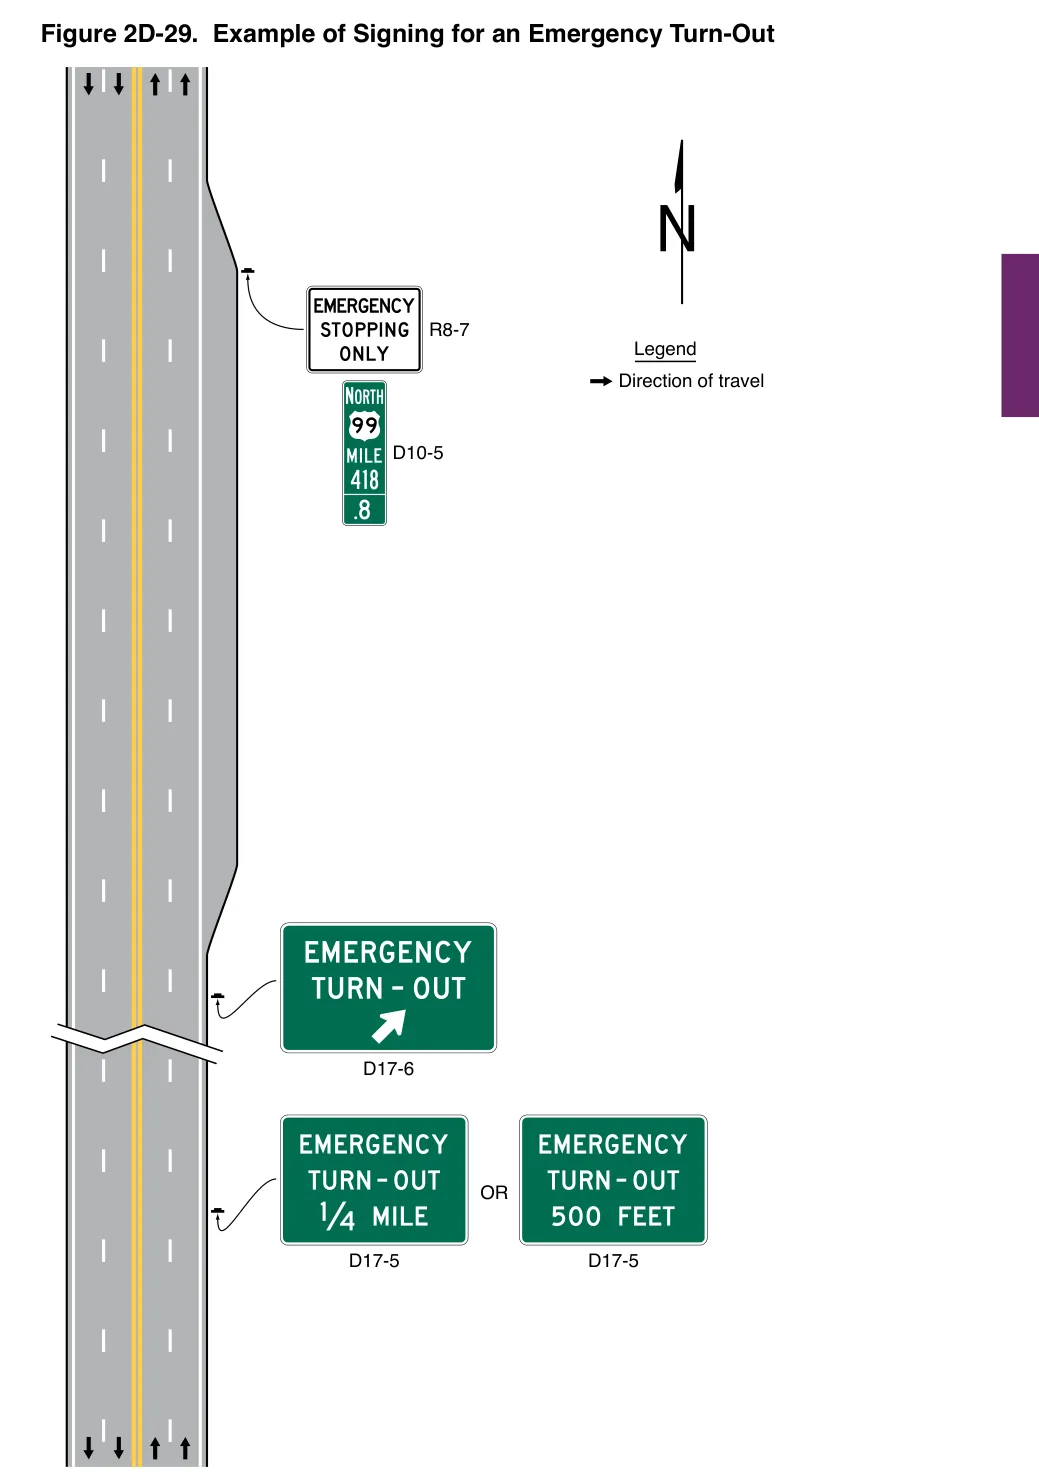 Figure 2D-29.  Example of Signing for an Emergency Turn-Out
N
EMERGENCY
STOPPING
ONLY
R8-7
Legend
Direction of travel
NORTH
99
MILE
418
.8
D10-5
EMERGENCY
TURN - OUT
D17-6
EMERGENCY
TURN - OUT
1/4 MILE
D17-5
OR
EMERGENCY
TURN - OUT
500 FEET
D17-5